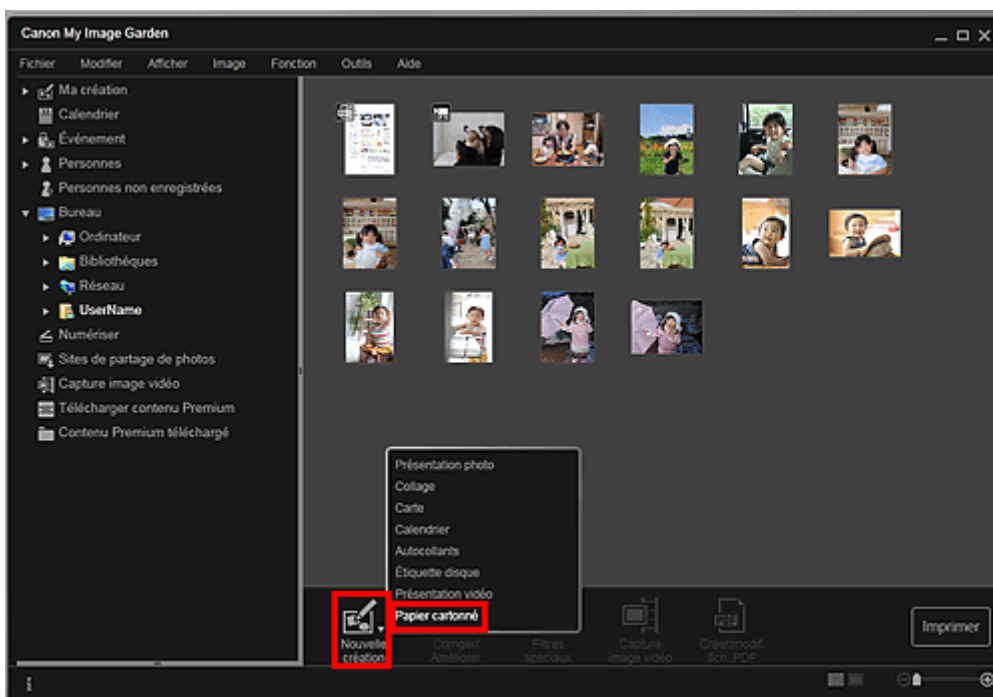 Canon My Image Garden
Fichier Modifier Afficher Image Fonction Outils Aide
Ma création
Calendrier
Événement
Personnes
Personnes non enregistrées
Bureau
Ordinateur
Bibliothèques
Réseau
UserName
Numériser
Sites de partage de photos
Capture image vidéo
Télécharger contenu Premium
Contenu Premium téléchargé
Présentation photo
Collage
Carte
Calendrier
Autocollants
Étiquette disque
Présentation vidéo
Papier cartonné
Nouvelle création
Corriger/ Améliorer
Filtres spéciaux
Capture image vidéo
Créer/modif. fich. PDF
Imprimer